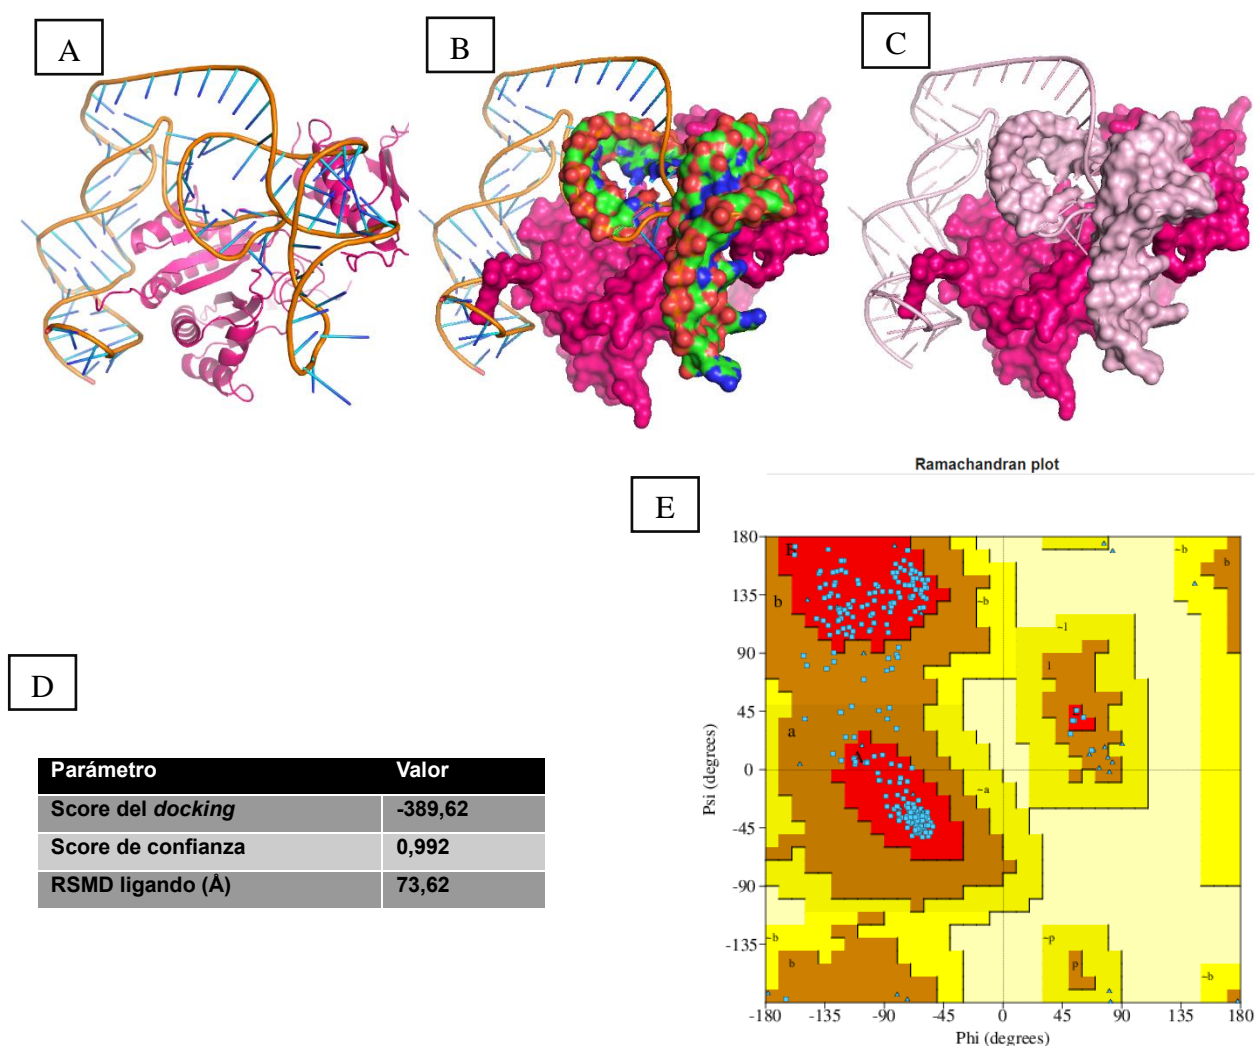 A
B
C
D
Parámetro Valor
Score del docking -389,62
Score de confianza 0,992
RSMD ligando (Å) 73,62
E
Ramachandran plot
Psi (degrees)
180
135
90
45
0
-45
-90
-135
b
~b
~b
b
~l
l
a
A
~a
~b
b
~p
p
~b
-180 -135 -90 -45 0 45 90 135 180
Phi (degrees)